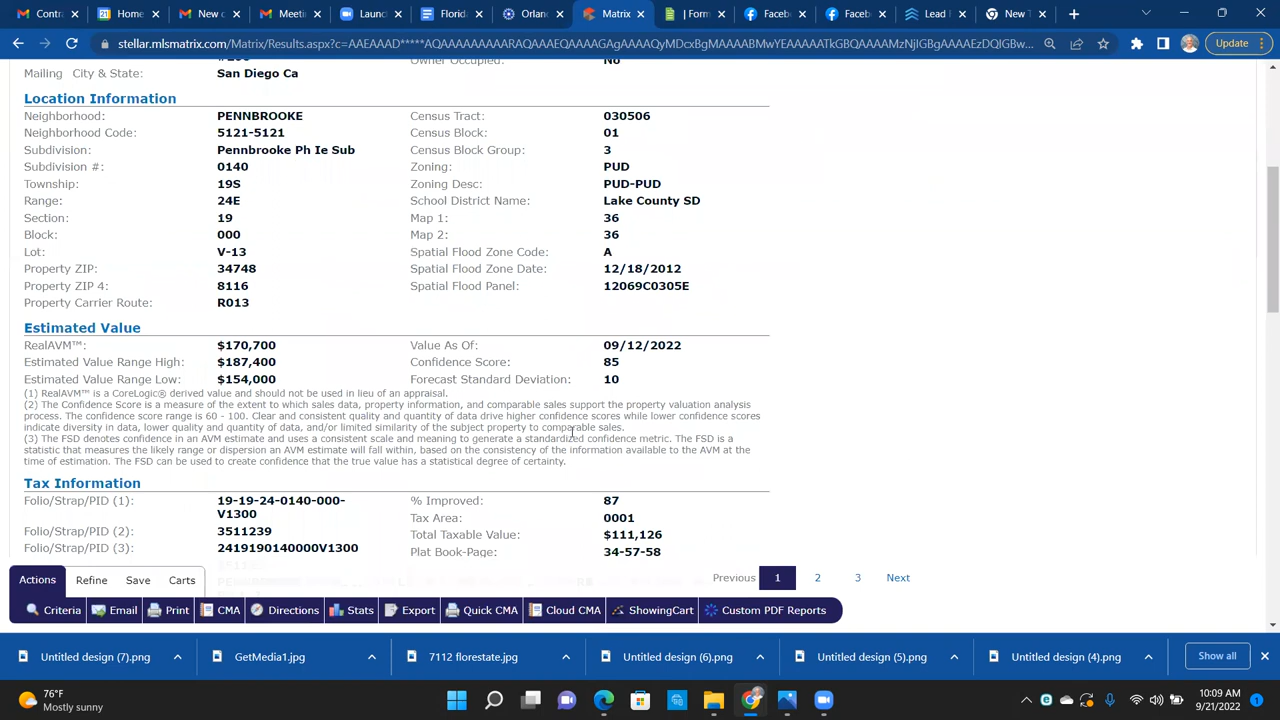 Contra
Home
New c
Meetin
Launc
Florida
Orlanc
Matrix
| Form
Faceb
Faceb
Lead F
New T
stellar.mlsmatrix.com/Matrix/Results.aspx?c=AAEAAAD*****AQAAAAAAAAARAQAAAEQAAAAGAgAAAAQyMDcxBgMAAAABMwYEAAAAATkGBQAAAAMzNjIGBgAAAAEzDQIGBw...
Update
Mailing City & State: San Diego Ca
Owner Occupied: No
Location Information
Neighborhood: PENNBROOKE Census Tract: 030506
Neighborhood Code: 5121-5121 Census Block: 01
Subdivision: Pennbrooke Ph Ie Sub Census Block Group: 3
Subdivision #: 0140 Zoning: PUD
Township: 19S Zoning Desc: PUD-PUD
Range: 24E School District Name: Lake County SD
Section: 19 Map 1: 36
Block: 000 Map 2: 36
Lot: V-13 Spatial Flood Zone Code: A
Property ZIP: 34748 Spatial Flood Zone Date: 12/18/2012
Property ZIP 4: 8116 Spatial Flood Panel: 12069C0305E
Property Carrier Route: R013
Estimated Value
RealAVM™: $170,700 Value As Of: 09/12/2022
Estimated Value Range High: $187,400 Confidence Score: 85
Estimated Value Range Low: $154,000 Forecast Standard Deviation: 10
(1) RealAVM™ is a CoreLogic® derived value and should not be used in lieu of an appraisal.
(2) The Confidence Score is a measure of the extent to which sales data, property information, and comparable sales support the property valuation analysis
process. The confidence score range is 60 - 100. Clear and consistent quality and quantity of data drive higher confidence scores while lower confidence scores
indicate diversity in data, lower quality and quantity of data, and/or limited similarity of the subject property to comparable sales.
(3) The FSD denotes confidence in an AVM estimate and uses a consistent scale and meaning to generate a standardized confidence metric. The FSD is a
statistic that measures the likely range or dispersion an AVM estimate will fall within, based on the consistency of the information available to the AVM at the
time of estimation. The FSD can be used to create confidence that the true value has a statistical degree of certainty.
Tax Information
Folio/Strap/PID (1): 19-19-24-0140-000- % Improved: 87
V1300 Tax Area: 0001
Folio/Strap/PID (2): 3511239 Total Taxable Value: $111,126
Folio/Strap/PID (3): 2419190140000V1300 Plat Book-Page: 34-57-58
Actions Refine Save Carts
Previous 1 2 3 Next
Criteria Email Print CMA Directions Stats Export Quick CMA Cloud CMA ShowingCart Custom PDF Reports
Untitled design (7).png
GetMedia1.jpg
7112 florestate.jpg
Untitled design (6).png
Untitled design (5).png
Untitled design (4).png
Show all
76°F
Mostly sunny
10:09 AM
9/21/2022